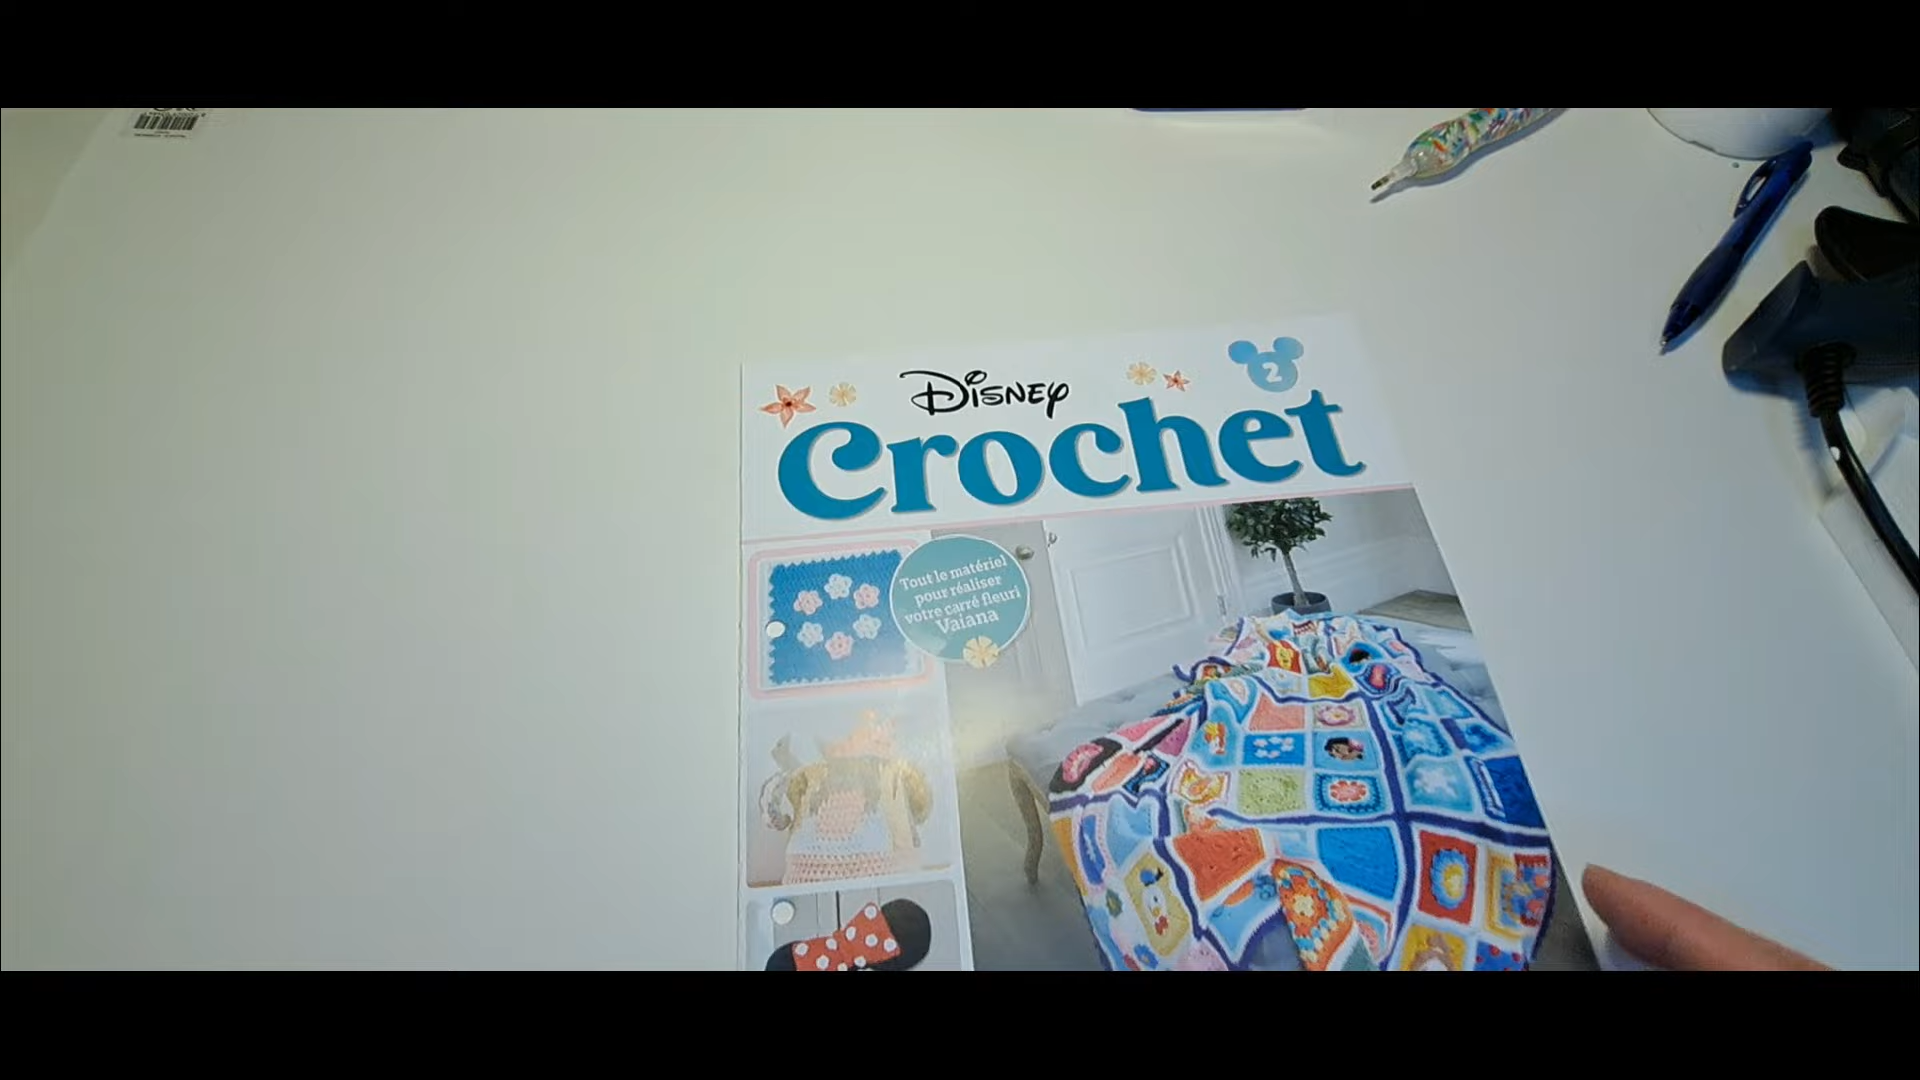 Disney
2
Crochet
Tout le matériel
pour réaliser
votre carré fleuri
Vaiana